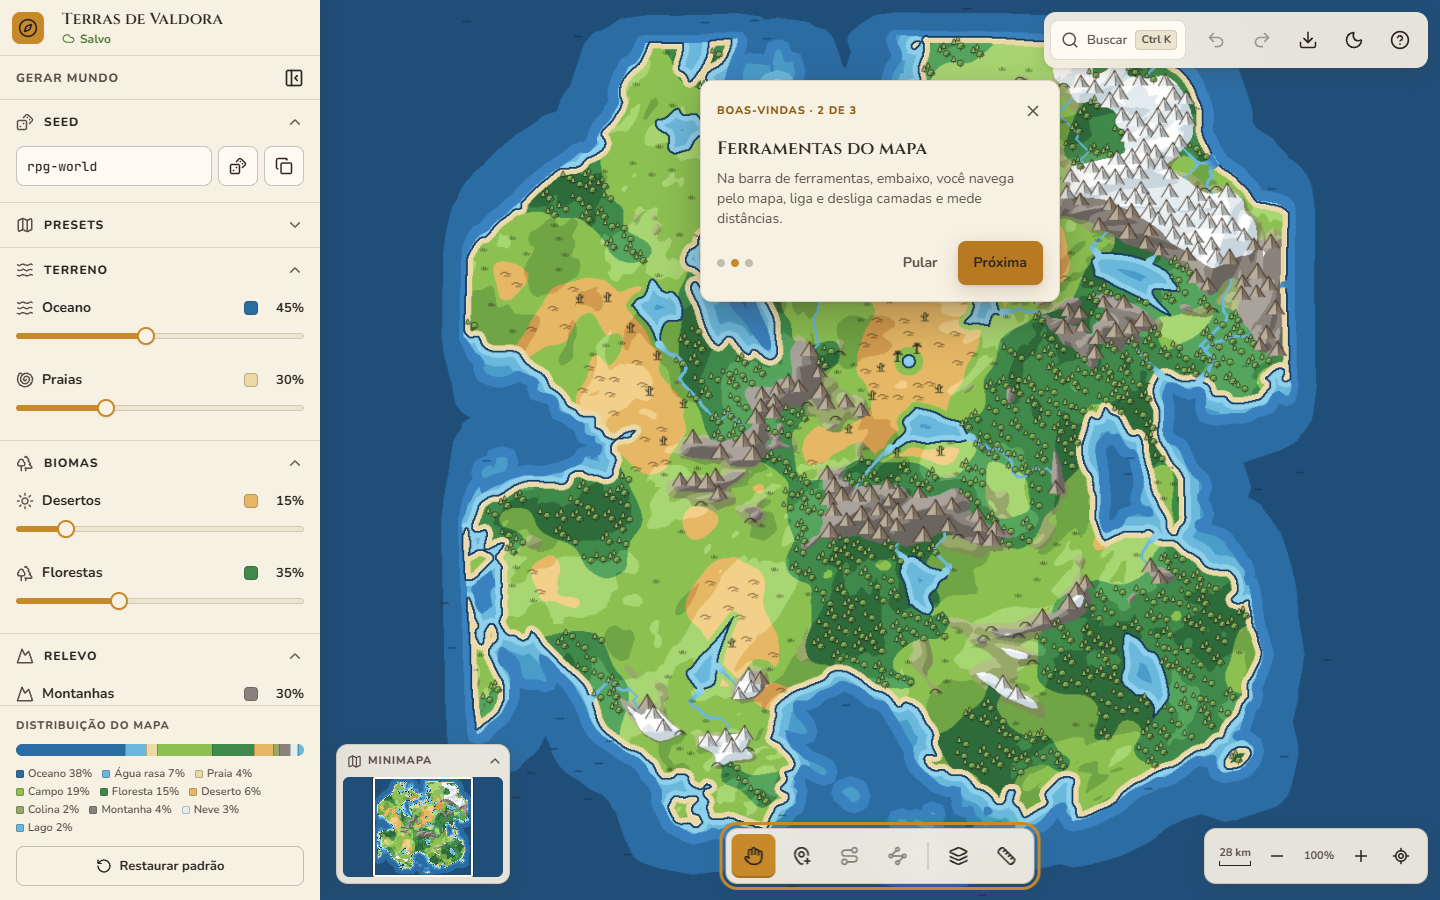 Terras de Valdora
Salvo
GERAR MUNDO
SEED
rpg-world
PRESETS
TERRENO
Oceano 45%
Praias 30%
BIOMAS
Desertos 15%
Florestas 35%
RELEVO
Montanhas 30%
DISTRIBUIÇÃO DO MAPA
Oceano 38% Água rasa 7% Praia 4%
Campo 19% Floresta 15% Deserto 6%
Colina 2% Montanha 4% Neve 3%
Lago 2%
Restaurar padrão
Buscar Ctrl K
BOAS-VINDAS · 2 DE 3
Ferramentas do mapa
Na barra de ferramentas, embaixo, você navega
pelo mapa, liga e desliga camadas e mede
distâncias.
Pular Próxima
MINIMAPA
28 km 100%